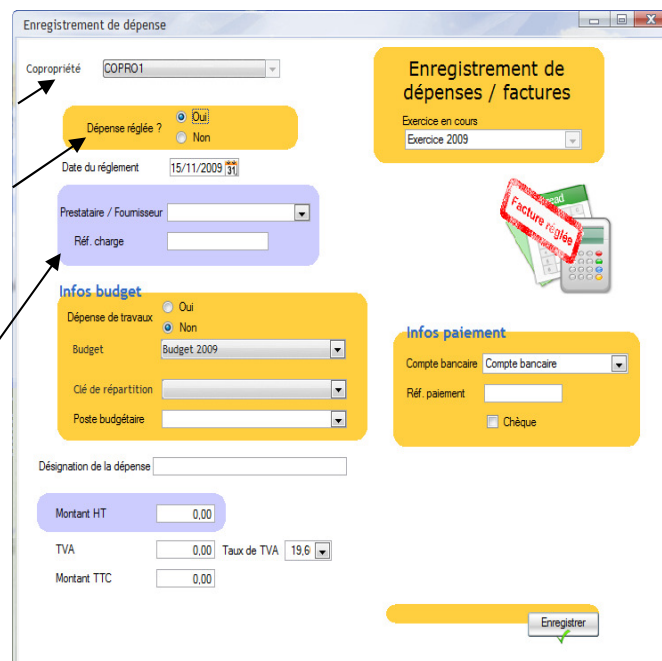 Enregistrement de dépense
Copropriété COPRO1
Enregistrement de
dépenses / factures
Exercice en cours
Exercice 2009
Dépense réglée ? Oui
Non
Date du réglement 15/11/2009 31
Prestataire / Fournisseur
Réf. charge
Facture réglée
Infos budget
Dépense de travaux Oui
Non
Budget Budget 2009
Clé de répartition
Poste budgétaire
Infos paiement
Compte bancaire Compte bancaire
Réf. paiement
Chèque
Désignation de la dépense
Montant HT 0,00
TVA 0,00 Taux de TVA 19,6
Montant TTC 0,00
Enregistrer